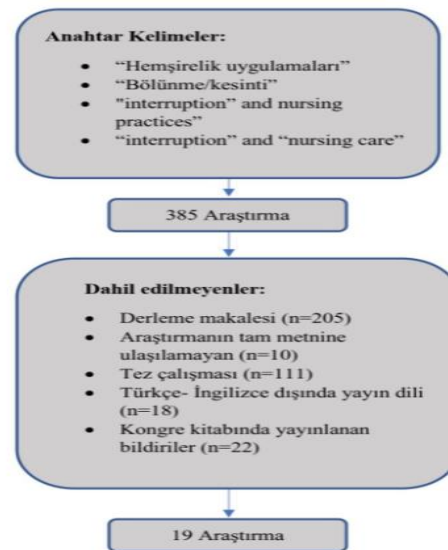 Anahtar Kelimeler:
• “Hemşirelik uygulamaları”
• “Bölünme/kesinti”
• "interruption” and nursing
practices”
• “interruption” and “nursing care”
385 Araştırma
Dahil edilmeyenler:
• Derleme makalesi (n=205)
• Araştırmanın tam metnine
ulaşılamayan (n=10)
• Tez çalışması (n=111)
• Türkçe- İngilizce dışında yayın dili
(n=18)
• Kongre kitabında yayınlanan
bildiriler (n=22)
19 Araştırma